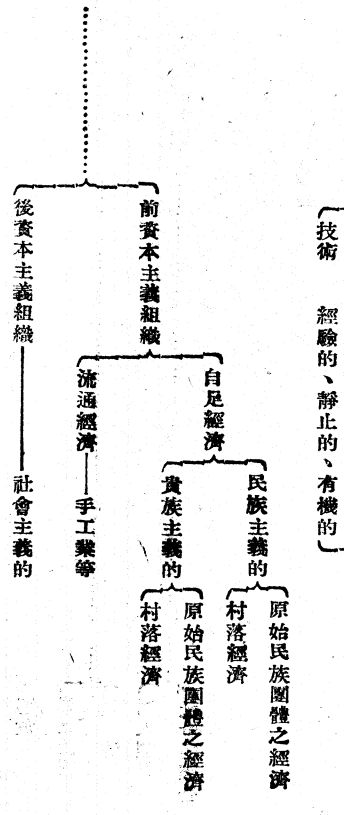 技術　經驗的、靜止的、有機的
前資本主義組織
自足經濟
民族主義的
原始民族團體之經濟
村落經濟
貴族主義的
原始民族團體之經濟
村落經濟
流通經濟——手工業等
後資本主義組織——社會主義的